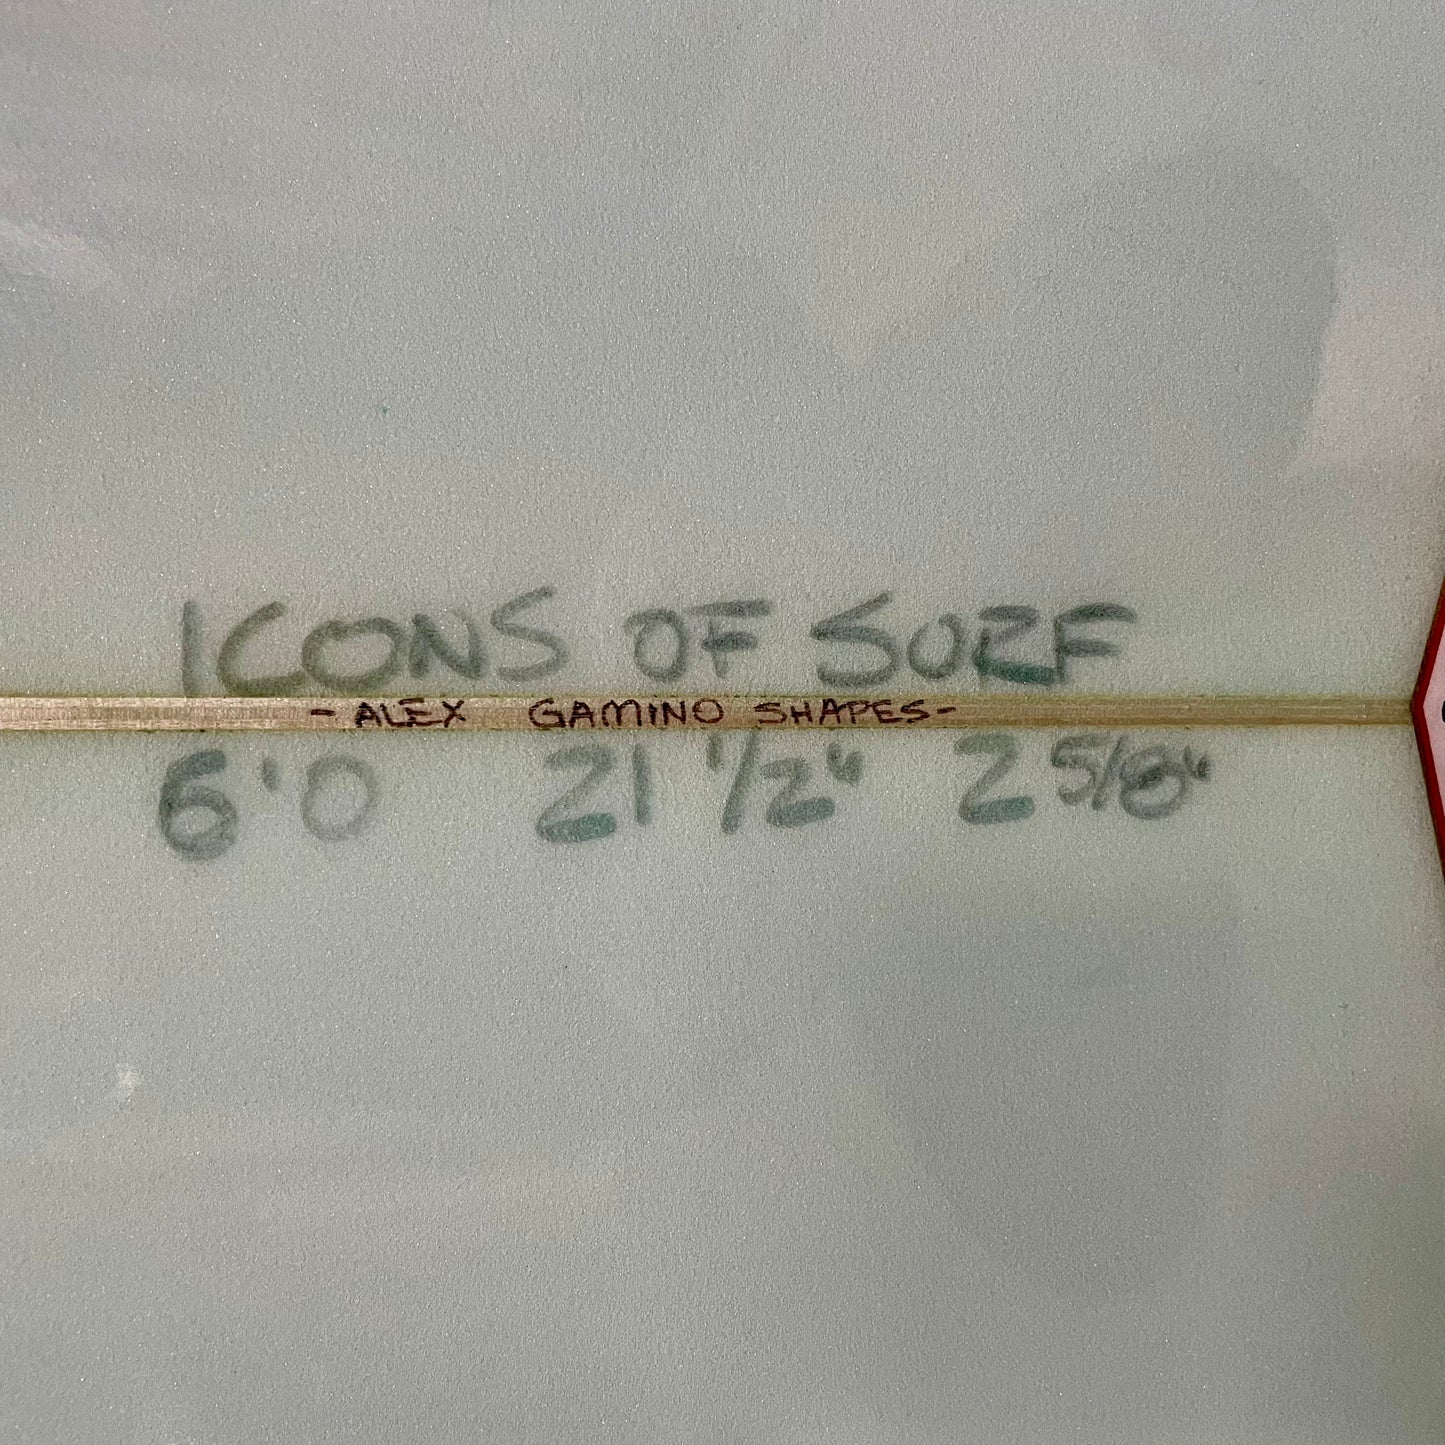 ICONS OF SURF
- ALEX GAMINO SHAPES -
6'0 21 1/2" 2 5/8"